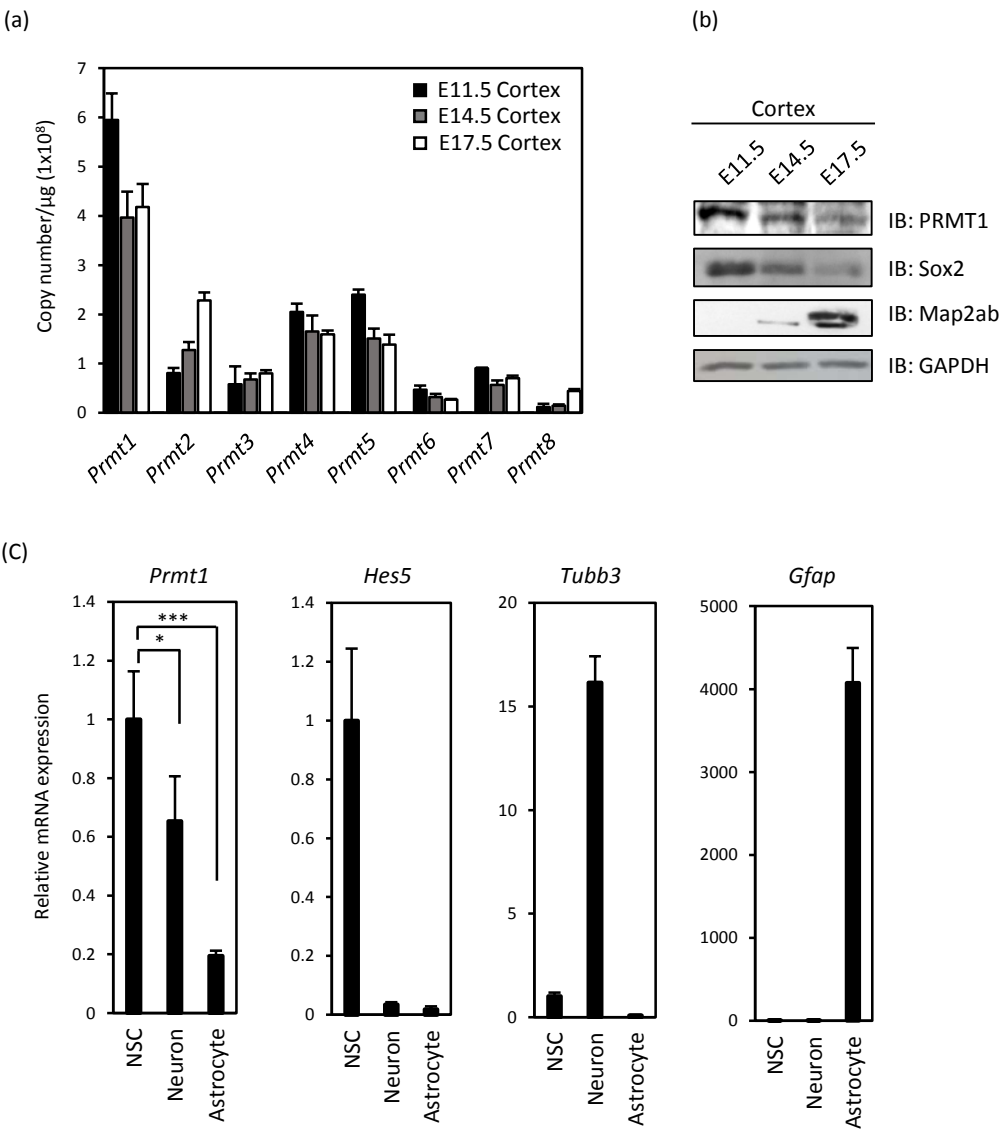 (a)
7
6
5
4
3
2
1
0
Copy number/μg (1x10⁸)
E11.5 Cortex
E14.5 Cortex
E17.5 Cortex
Prmt1
Prmt2
Prmt3
Prmt4
Prmt5
Prmt6
Prmt7
Prmt8
(b)
Cortex
E11.5
E14.5
E17.5
IB: PRMT1
IB: Sox2
IB: Map2ab
IB: GAPDH
(C)
Relative mRNA expression
Prmt1
1.4
1.2
1
0.8
0.6
0.4
0.2
0
***
*
NSC
Neuron
Astrocyte
Hes5
1.4
1.2
1
0.8
0.6
0.4
0.2
0
NSC
Neuron
Astrocyte
Tubb3
20
15
10
5
0
NSC
Neuron
Astrocyte
Gfap
5000
4000
3000
2000
1000
0
NSC
Neuron
Astrocyte